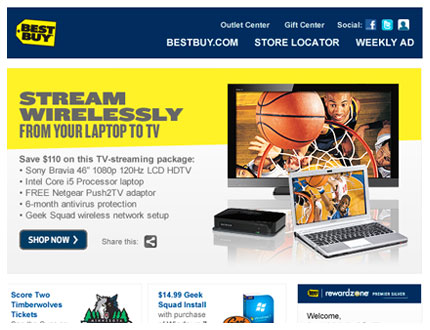 BEST
BUY
Outlet Center Gift Center Social:
BESTBUY.COM STORE LOCATOR WEEKLY AD
STREAM
WIRELESSLY
FROM YOUR LAPTOP TO TV
Save $110 on this TV-streaming package:
• Sony Bravia 46" 1080p 120Hz LCD HDTV
• Intel Core i5 Processor laptop
• FREE Netgear Push2TV adaptor
• 6-month antivirus protection
• Geek Squad wireless network setup
SHOP NOW
Share this:
Score Two
Timberwolves
Tickets
$14.99 Geek
Squad Install
with purchase
rewardzone PREMIER SILVER
Welcome,